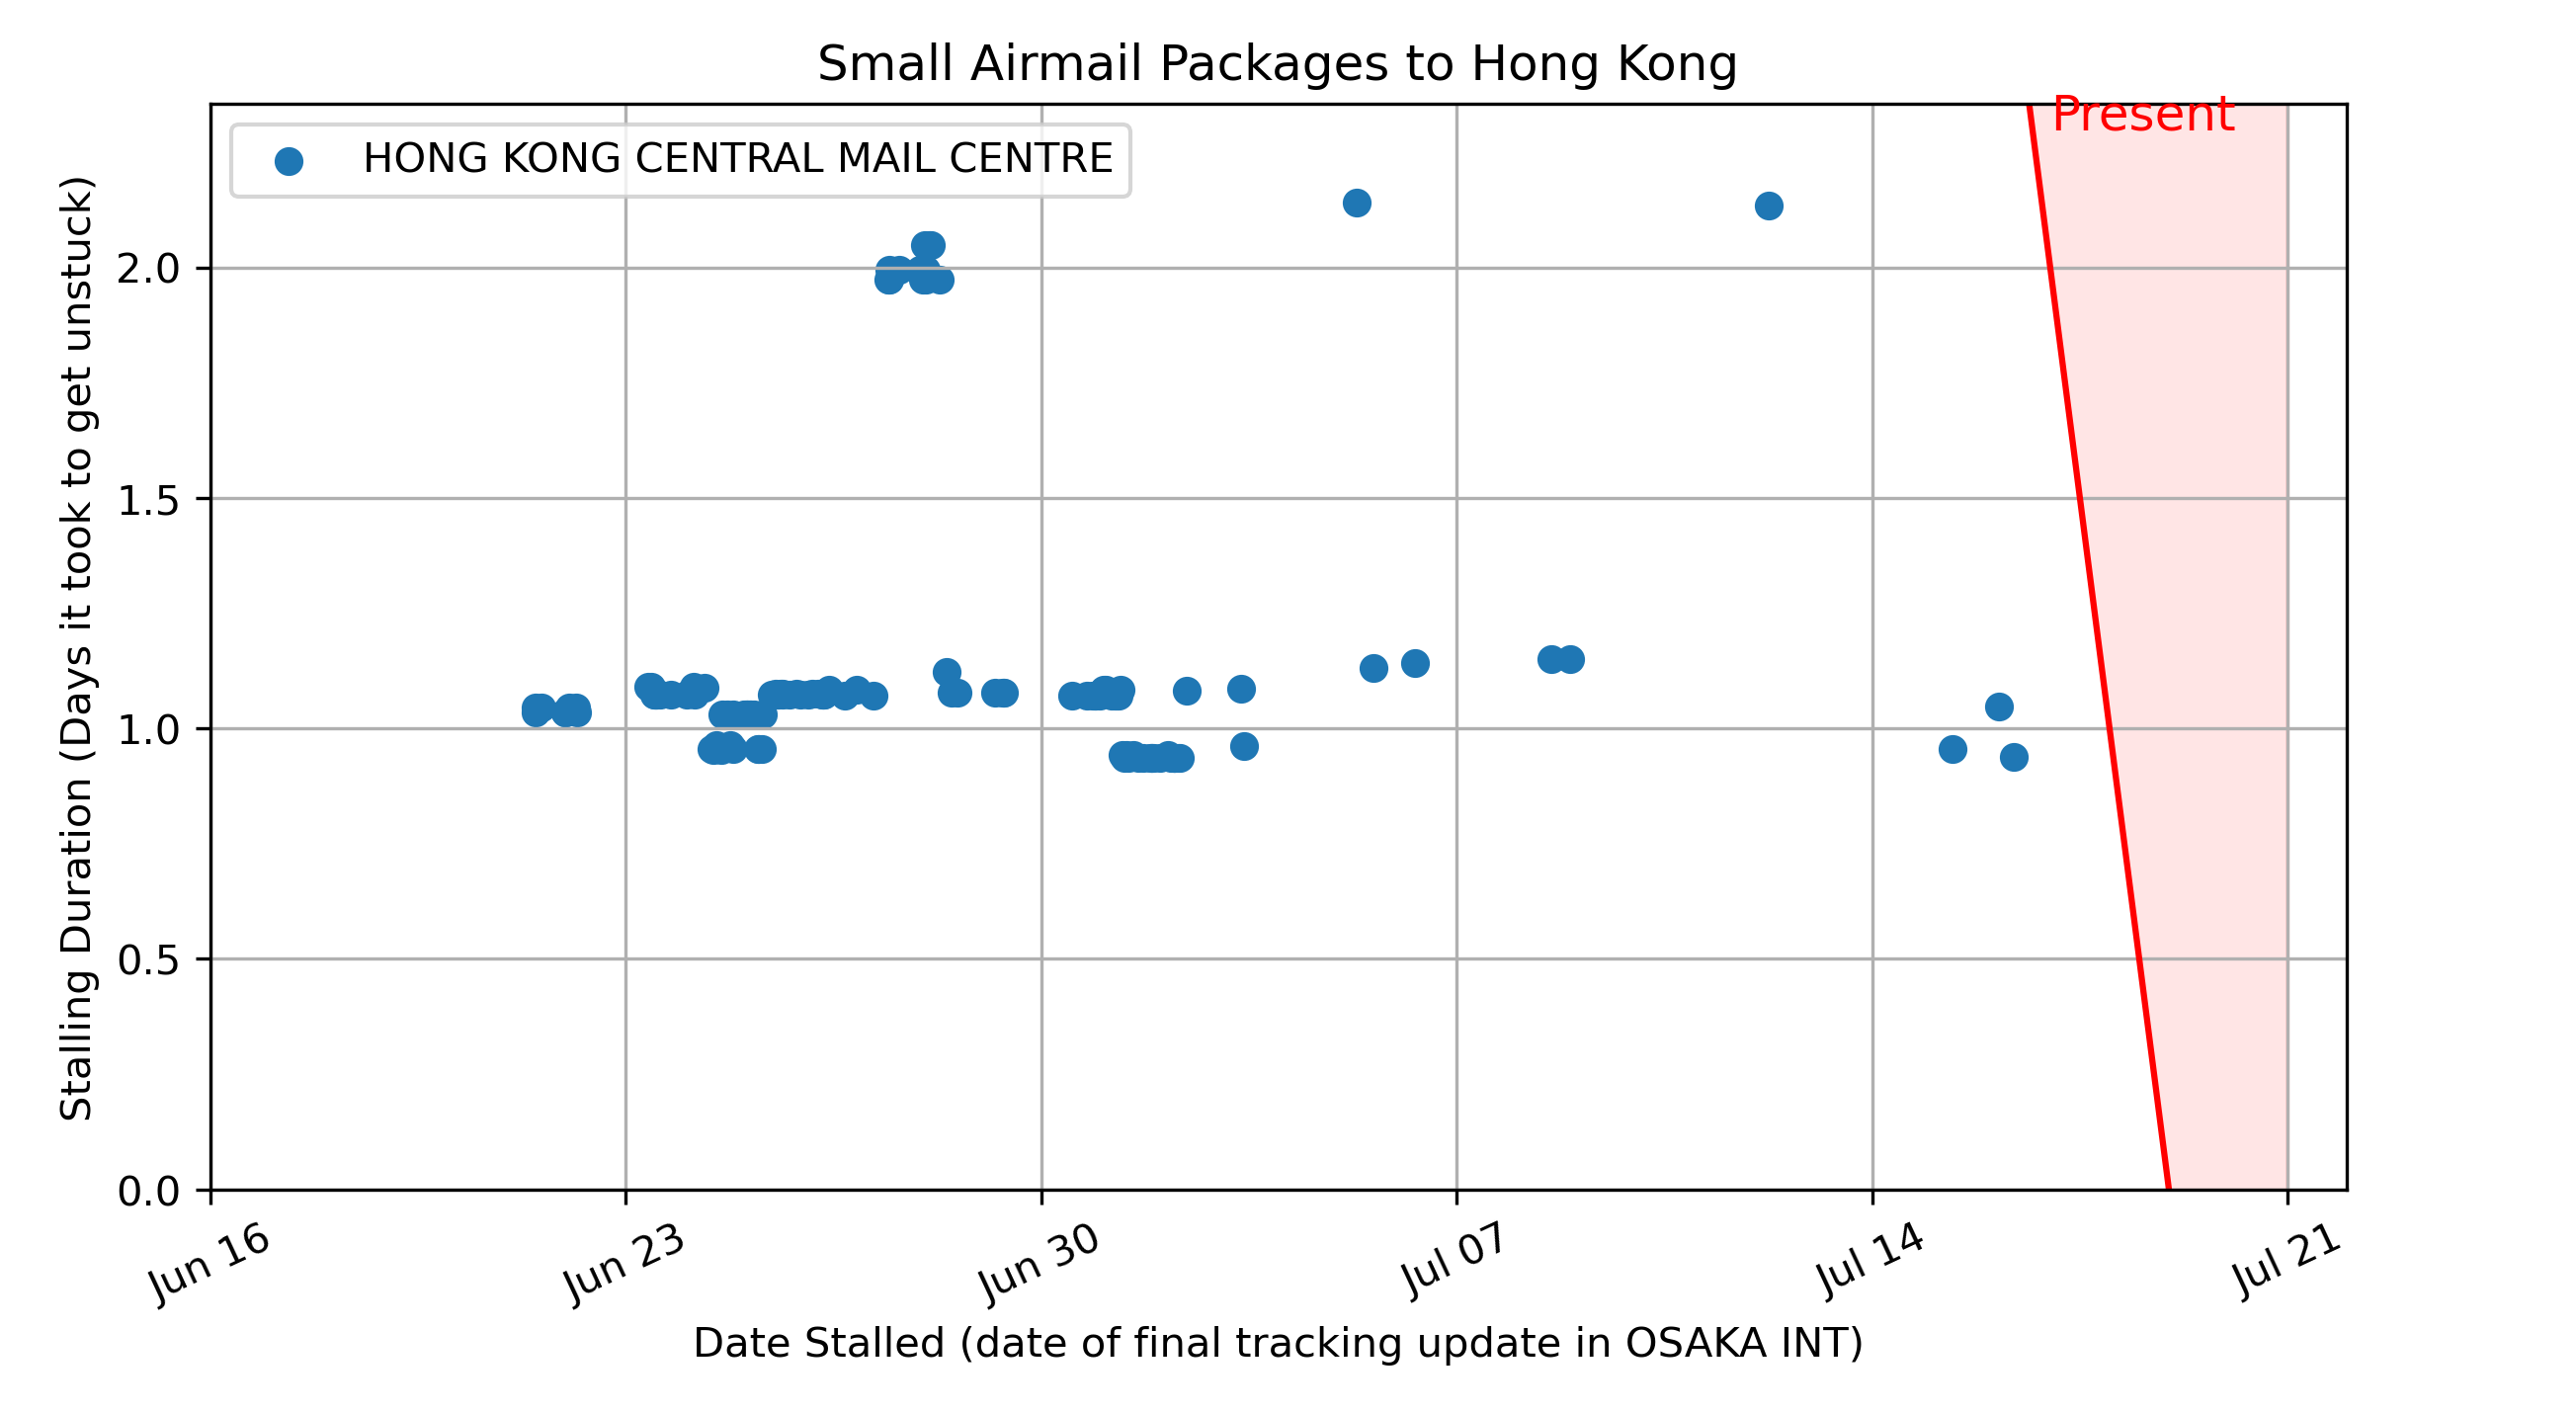 Small Airmail Packages to Hong Kong
Present
HONG KONG CENTRAL MAIL CENTRE
Stalling Duration (Days it took to get unstuck)
2.0
1.5
1.0
0.5
0.0
Jun 16
Jun 23
Jun 30
Jul 07
Jul 14
Jul 21
Date Stalled (date of final tracking update in OSAKA INT)